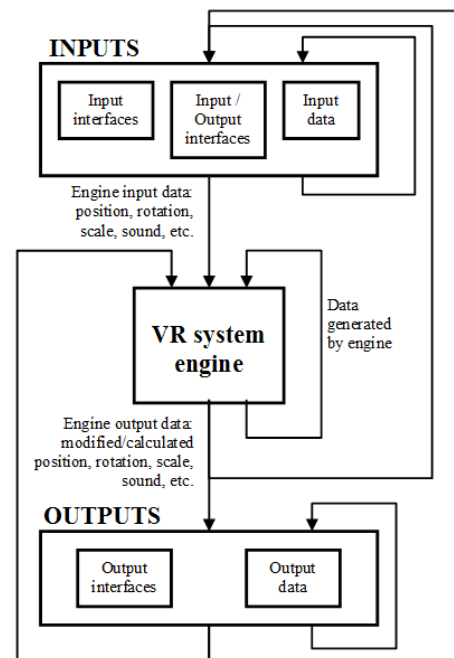 INPUTS
Input
interfaces
Input /
Output
interfaces
Input
data
Engine input data:
position, rotation,
scale, sound, etc.
VR system
engine
Data
generated
by engine
Engine output data:
modified/calculated
position, rotation, scale,
sound, etc.
OUTPUTS
Output
interfaces
Output
data